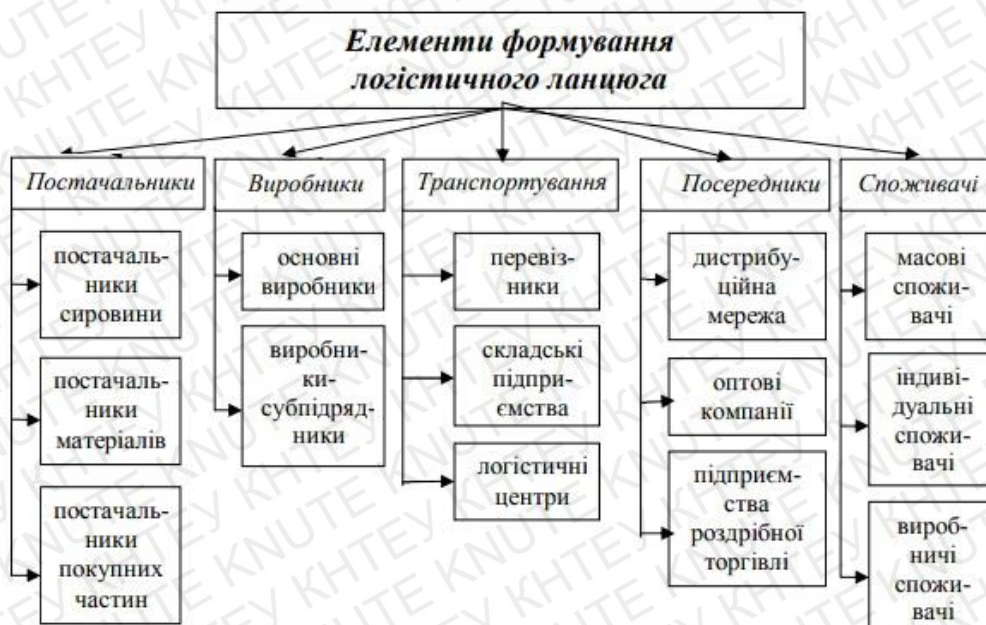 Елементи формування
логістичного ланцюга
Постачальники
постачаль-
ники
сировини
постачаль-
ники
матеріалів
постачаль-
ники
покупних
частин
Виробники
основні
виробники
виробни-
ки-
субпідряд-
ники
Транспортування
перевіз-
ники
складські
підпри-
ємства
логістичні
центри
Посередники
дистрибу-
ційна
мережа
оптові
компанії
підприєм-
ства
роздрібної
торгівлі
Споживачі
масові
спожи-
вачі
індиві-
дуальні
спожи-
вачі
вироб-
ничі
спожи-
вачі
KNUTE КНТЕУ